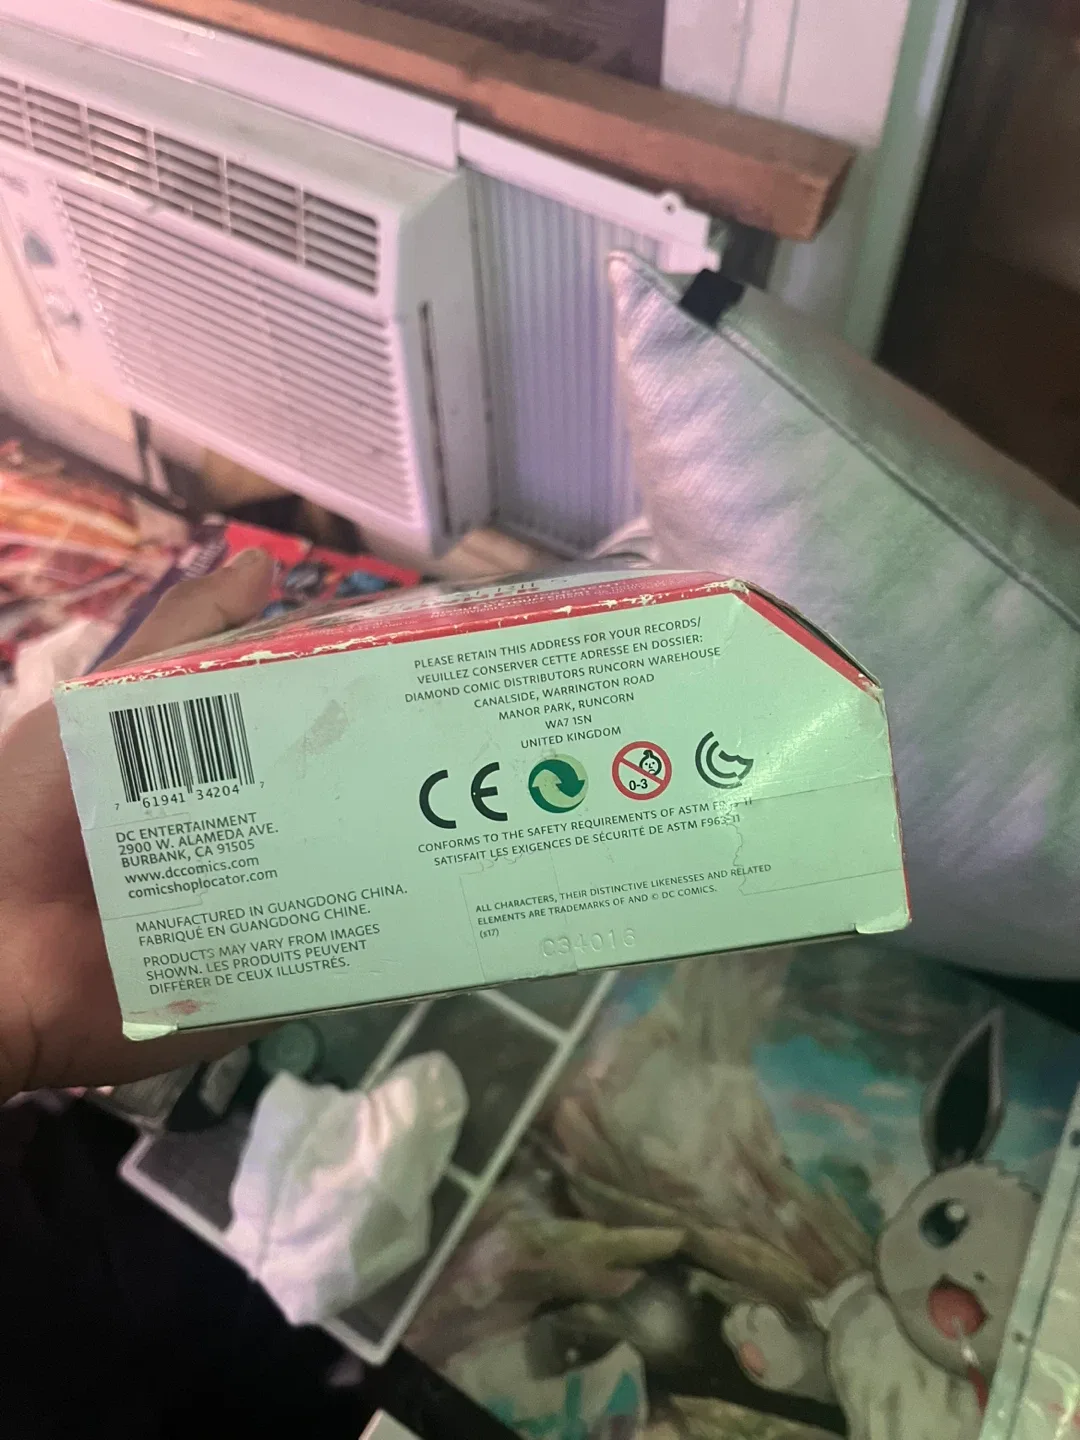 PLEASE RETAIN THIS ADDRESS FOR YOUR RECORDS/
VEUILLEZ CONSERVER CETTE ADRESSE EN DOSSIER:
DIAMOND COMIC DISTRIBUTORS RUNCORN WAREHOUSE
CANALSIDE, WARRINGTON ROAD
MANOR PARK, RUNCORN
WA7 1SN
UNITED KINGDOM
7 61941 34204 7
CE
0-3
CONFORMS TO THE SAFETY REQUIREMENTS OF ASTM
SATISFAIT LES EXIGENCES DE SÉCURITÉ DE ASTM
DC ENTERTAINMENT
2900 W. ALAMEDA AVE.
BURBANK, CA 91505
www.dccomics.com
comicshoplocator.com
MANUFACTURED IN GUANGDONG CHINA.
FABRIQUÉ EN GUANGDONG CHINE.
PRODUCTS MAY VARY FROM IMAGES
SHOWN. LES PRODUITS PEUVENT
DIFFÉRER DE CEUX ILLUSTRÉS.
ALL CHARACTERS, THEIR DISTINCTIVE LIKENESSES AND RELATED
ELEMENTS ARE TRADEMARKS OF AND © DC COMICS.
(s17)
034016